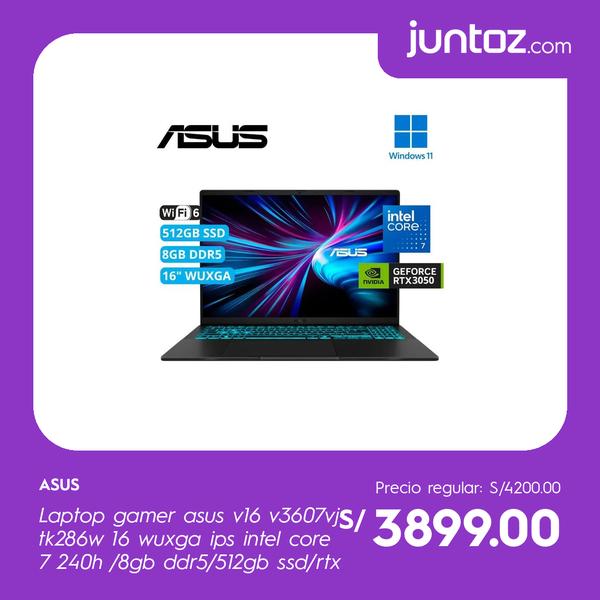 juntoz.com
ASUS
Windows 11
WiFi 6
512GB SSD
8GB DDR5
16" WUXGA
intel
CORE
7
ASUS
NVIDIA
GEFORCE
RTX3050
ASUS
Laptop gamer asus v16 v3607vj-
tk286w 16 wuxga ips intel core
7 240h /8gb ddr5/512gb ssd/rtx
Precio regular: S/4200.00
S/ 3899.00